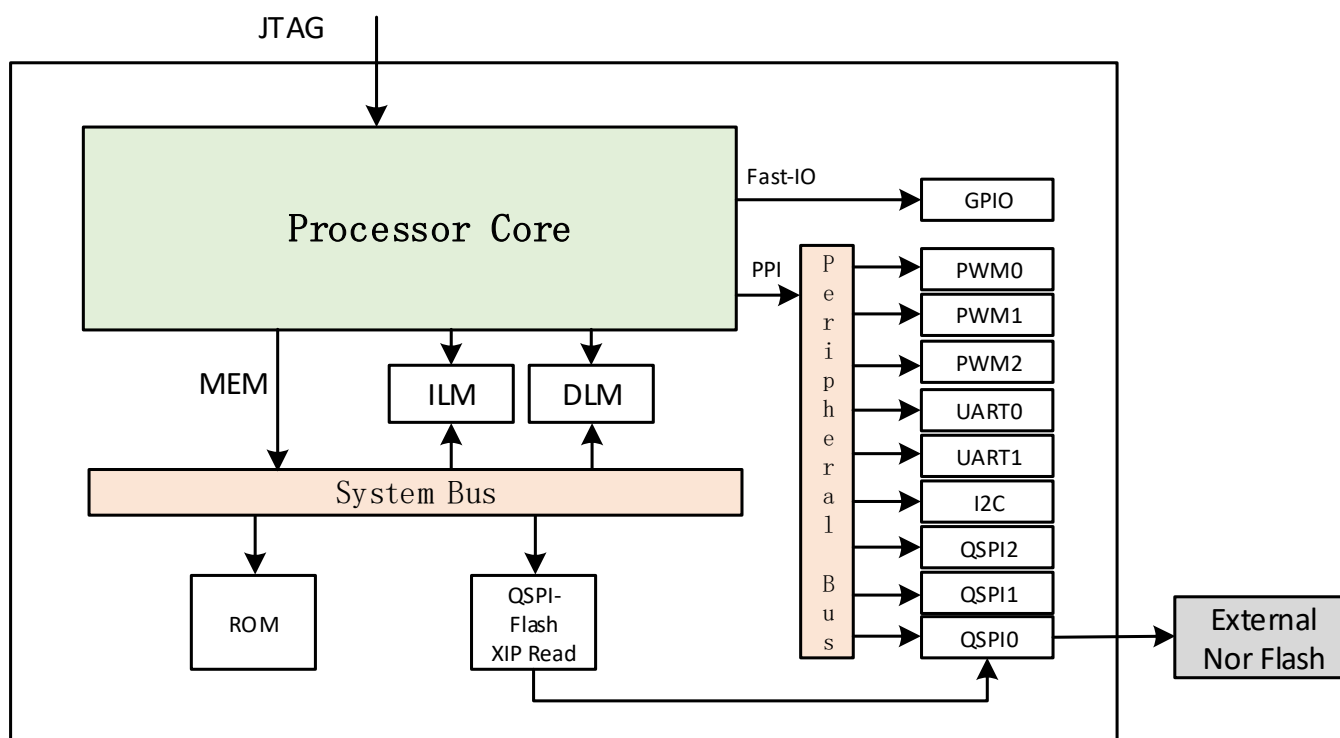 JTAG
Processor Core
Fast-IO
GPIO
PPI
Peripheral Bus
PWM0
PWM1
PWM2
UART0
UART1
I2C
QSPI2
QSPI1
QSPI0
MEM
ILM
DLM
System Bus
ROM
QSPI-
Flash
XIP Read
External
Nor Flash